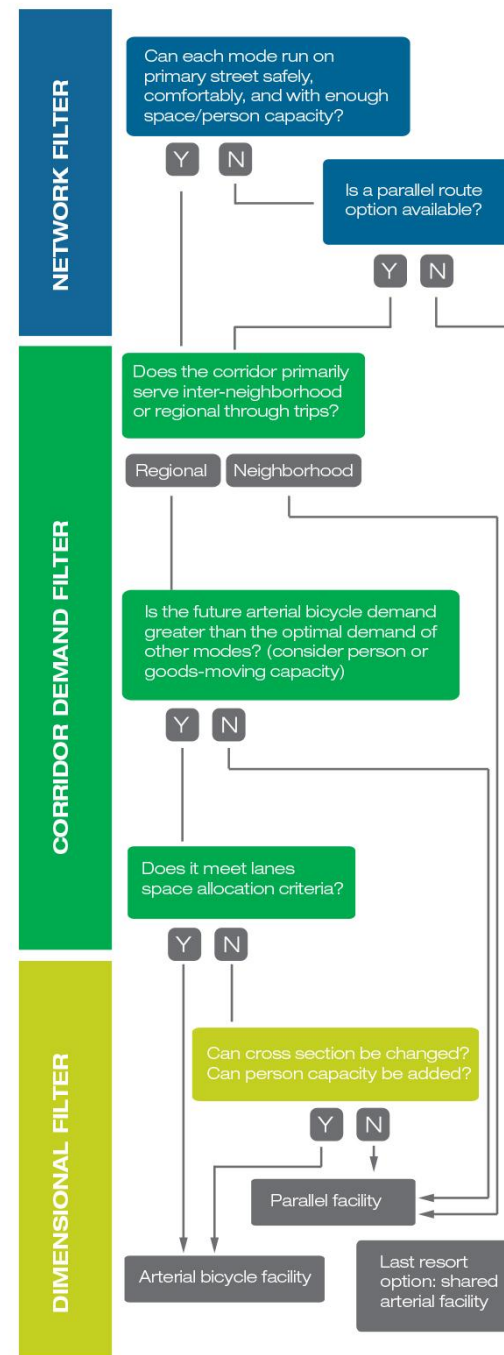 NETWORK FILTER
Can each mode run on
primary street safely,
comfortably, and with enough
space/person capacity?
Y
N
Is a parallel route
option available?
Y
N
CORRIDOR DEMAND FILTER
Does the corridor primarily
serve inter-neighborhood
or regional through trips?
Regional
Neighborhood
Is the future arterial bicycle demand
greater than the optimal demand of
other modes? (consider person or
goods-moving capacity)
Y
N
Does it meet lanes
space allocation criteria?
Y
N
DIMENSIONAL FILTER
Can cross section be changed?
Can person capacity be added?
Y
N
Parallel facility
Arterial bicycle facility
Last resort
option: shared
arterial facility